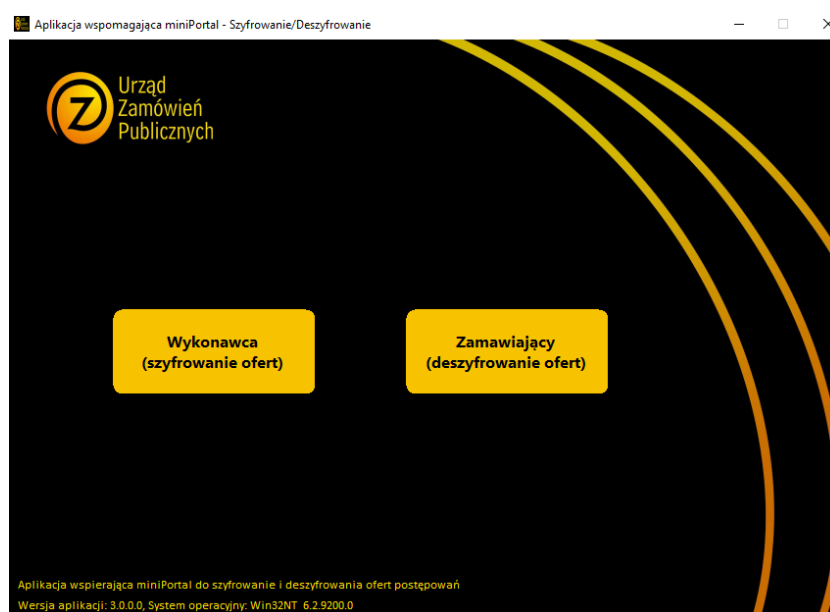 Aplikacja wspomagająca miniPortal - Szyfrowanie/Deszyfrowanie
Urząd
Zamówień
Publicznych
Wykonawca
(szyfrowanie ofert)
Zamawiający
(deszyfrowanie ofert)
Aplikacja wspierająca miniPortal do szyfrowanie i deszyfrowania ofert postępowań
Wersja aplikacji: 3.0.0.0, System operacyjny: Win32NT 6.2.9200.0